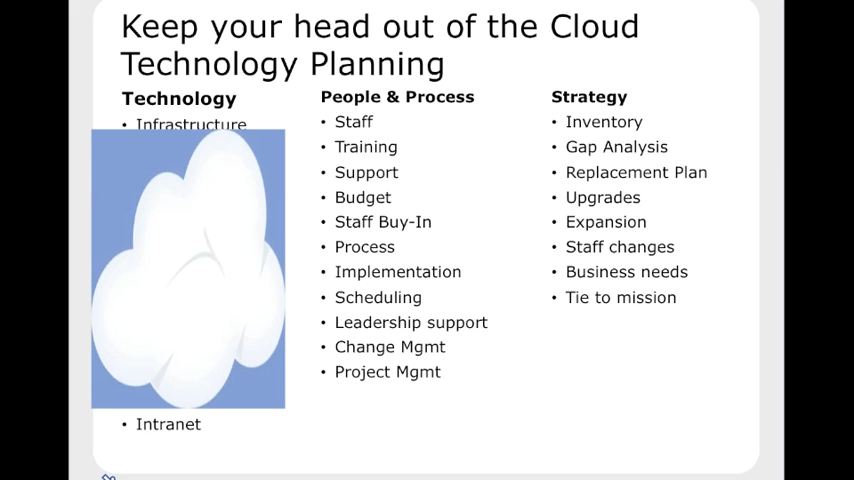 Keep your head out of the Cloud
Technology Planning
Technology
• Infrastructure
• Intranet
People & Process
• Staff
• Training
• Support
• Budget
• Staff Buy-In
• Process
• Implementation
• Scheduling
• Leadership support
• Change Mgmt
• Project Mgmt
Strategy
• Inventory
• Gap Analysis
• Replacement Plan
• Upgrades
• Expansion
• Staff changes
• Business needs
• Tie to mission